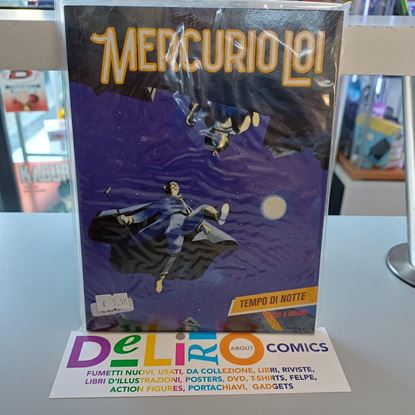 MERCURIO LOI
TEMPO DI NOTTE
€ 5,90
DELIRIO ABOUT COMICS
FUMETTI NUOVI, USATI, DA COLLEZIONE, LIBRI, RIVISTE,
LIBRI D'ILLUSTRAZIONI, POSTERS, DVD, T-SHIRTS, FELPE,
ACTION FIGURES, PORTACHIAVI, GADGETS